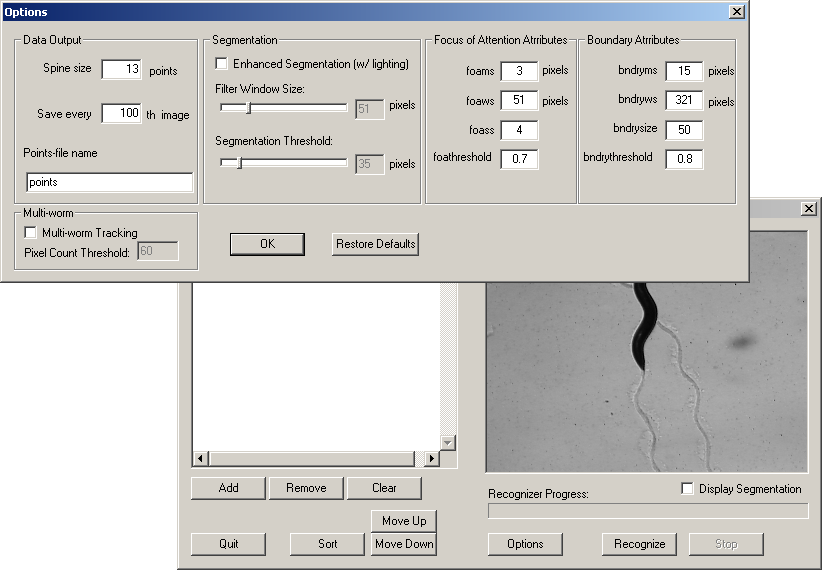 Options
Data Output
Spine size 13 points
Save every 100 th image
Points-file name
points
Segmentation
Enhanced Segmentation (w/ lighting)
Filter Window Size:
51 pixels
Segmentation Threshold:
35 pixels
Focus of Attention Atrributes
foams 3 pixels
foaws 51 pixels
foass 4
foathreshold 0.7
Boundary Atrributes
bndryms 15 pixels
bndryws 321 pixels
bndrysize 50
bndrythreshold 0.8
Multi-worm
Multi-worm Tracking
Pixel Count Threshold: 60
OK
Restore Defaults
Add
Remove
Clear
Move Up
Quit
Sort
Move Down
Recognizer Progress:
Display Segmentation
Options
Recognize
Stop